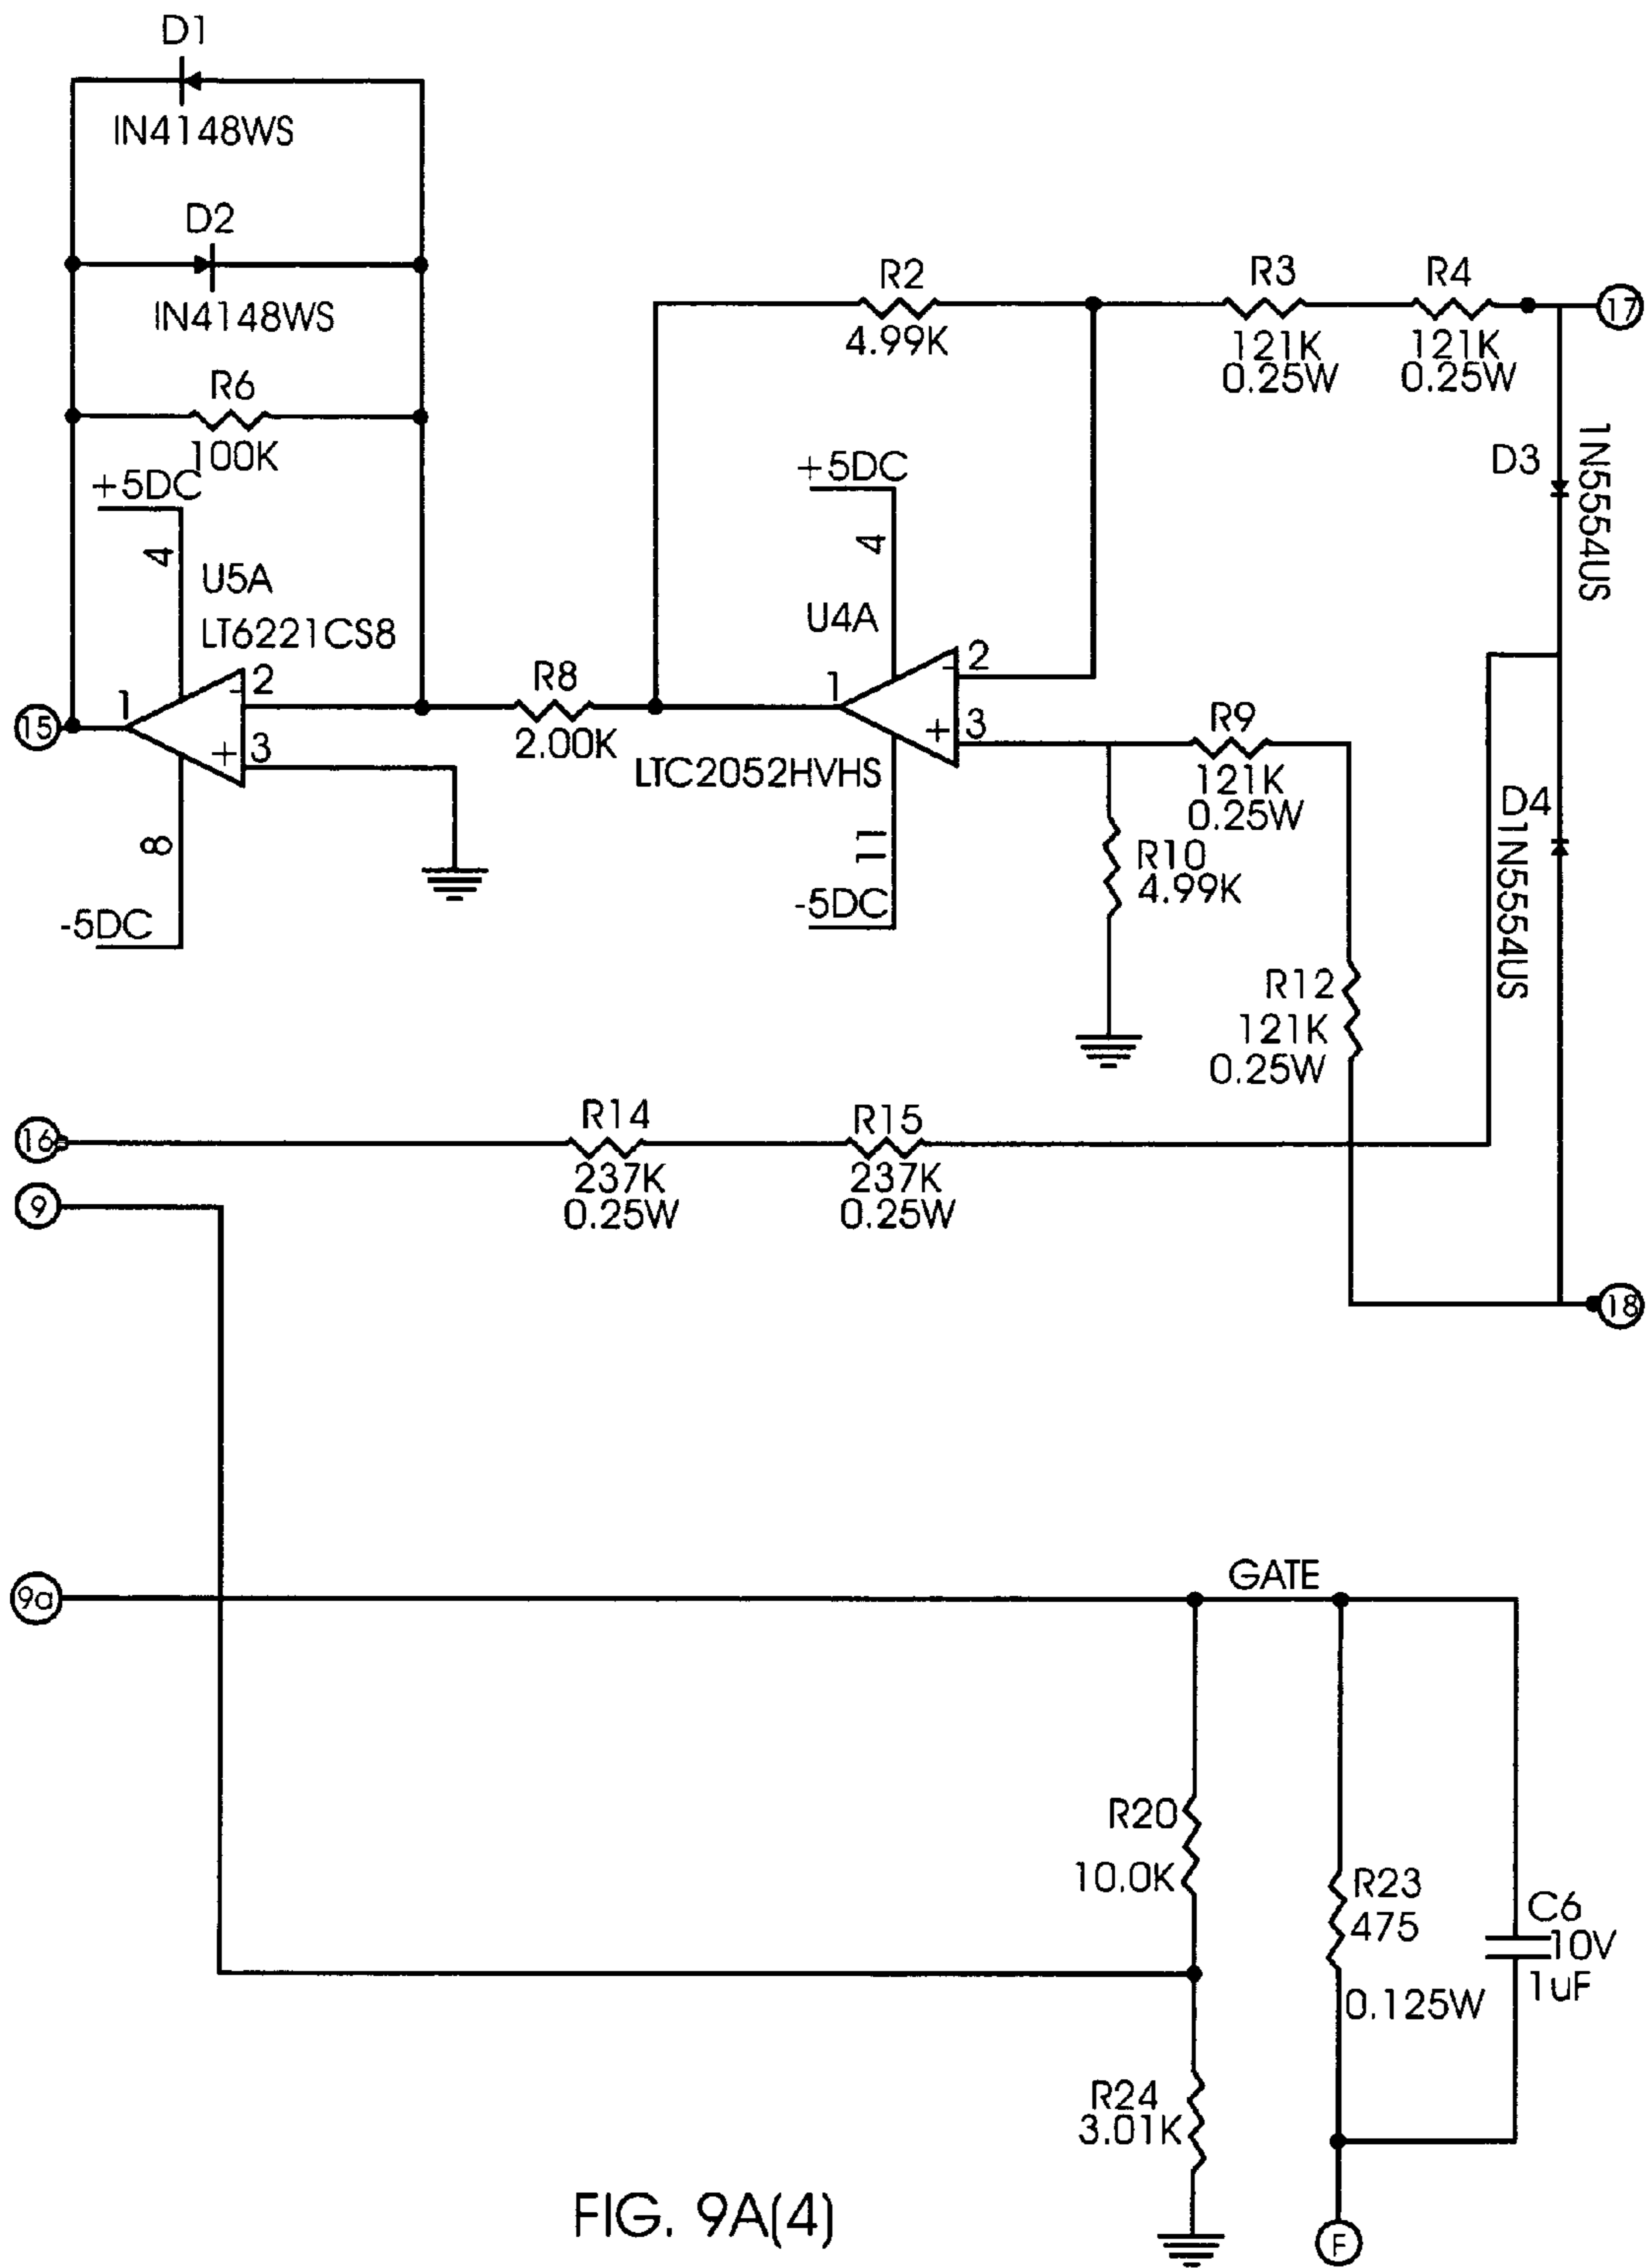 D1
IN4148WS
D2
IN4148WS
R6
100K
+5DC
4
U5A
LT6221CS8
2
1
15
+
3
8
-5DC
R8
2.00K
R2
4.99K
R3
121K
0.25W
R4
121K
0.25W
17
D3
1N5554US
+5DC
4
U4A
-
2
1
+
3
LTC2052HVHS
11
-5DC
R9
121K
0.25W
R10
4.99K
D4
1N5554US
R12
121K
0.25W
16
R14
237K
0.25W
R15
237K
0.25W
9
18
9a
GATE
R20
10.0K
R23
475
0.125W
C6
10V
1uF
R24
3.01K
F
FIG. 9A(4)